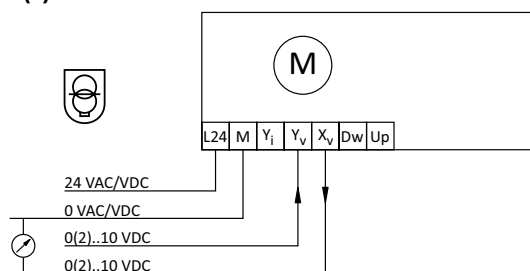 M
L24 M Yi Yv Xv Dw Up
24 VAC/VDC
0 VAC/VDC
0(2)..10 VDC
0(2)..10 VDC